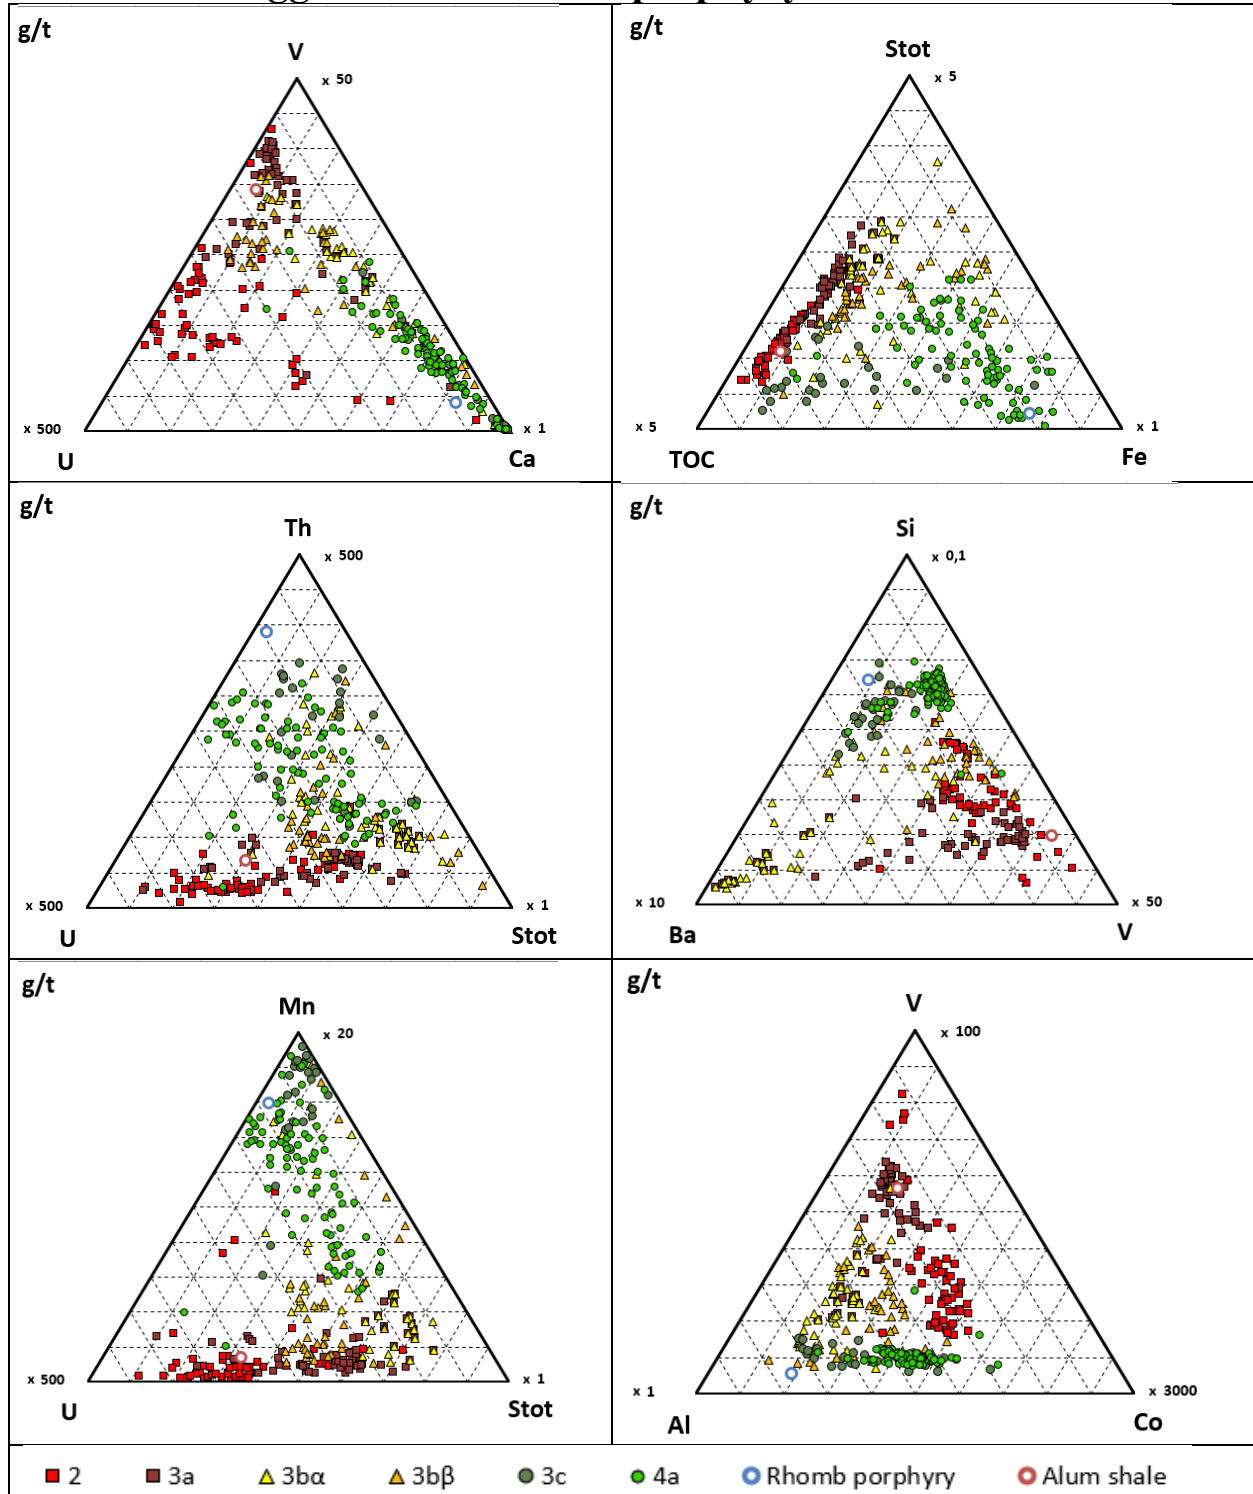 g/t
V
x 50
x 500
x 1
U
Ca
g/t
Stot
x 5
x 5
x 1
TOC
Fe
g/t
Th
x 500
x 500
x 1
U
Stot
g/t
Si
x 0,1
x 10
x 50
Ba
V
g/t
Mn
x 20
x 500
x 1
U
Stot
g/t
V
x 100
x 1
x 3000
Al
Co
2 3a 3bα 3bβ 3c 4a Rhomb porphyry Alum shale